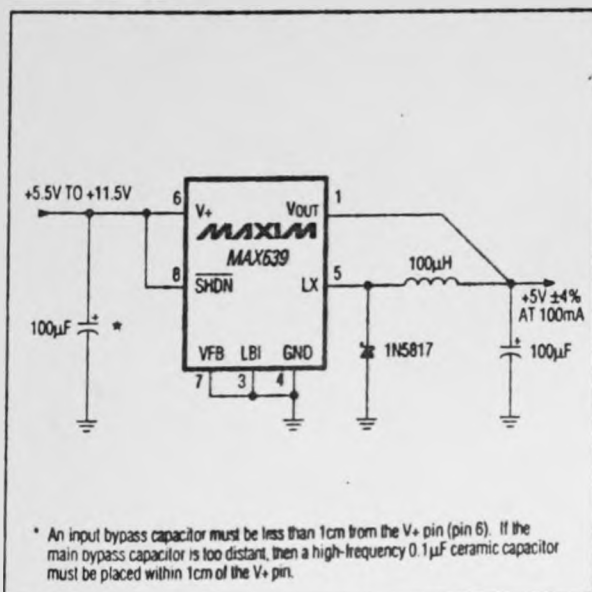 +5.5V TO +11.5V
6
V+
VOUT
1
MAXIM
MAX639
8
SHDN
LX
5
100µH
+5V ±4%
AT 100mA
100µF
+
*
1N5817
+
100µF
VFB
LBI
GND
7
3
4
* An input bypass capacitor must be less than 1cm from the V+ pin (pin 6). If the
main bypass capacitor is too distant, then a high-frequency 0.1µF ceramic capacitor
must be placed within 1cm of the V+ pin.